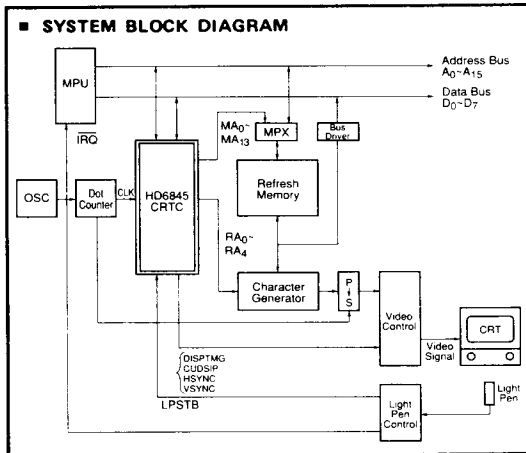 ■ SYSTEM BLOCK DIAGRAM
Address Bus
A0~A15
MPU
Data Bus
D0~D7
IRQ
MA0~
MA13
MPX
Bus
Driver
OSC
Dot
Counter
CLK
HD6845
CRTC
Refresh
Memory
RA0~
RA4
Character
Generator
P
↓
S
Video
Control
CRT
Video
Signal
DISPTMG
CUDSIP
HSYNC
VSYNC
LPSTB
Light
Pen
Control
Light
Pen